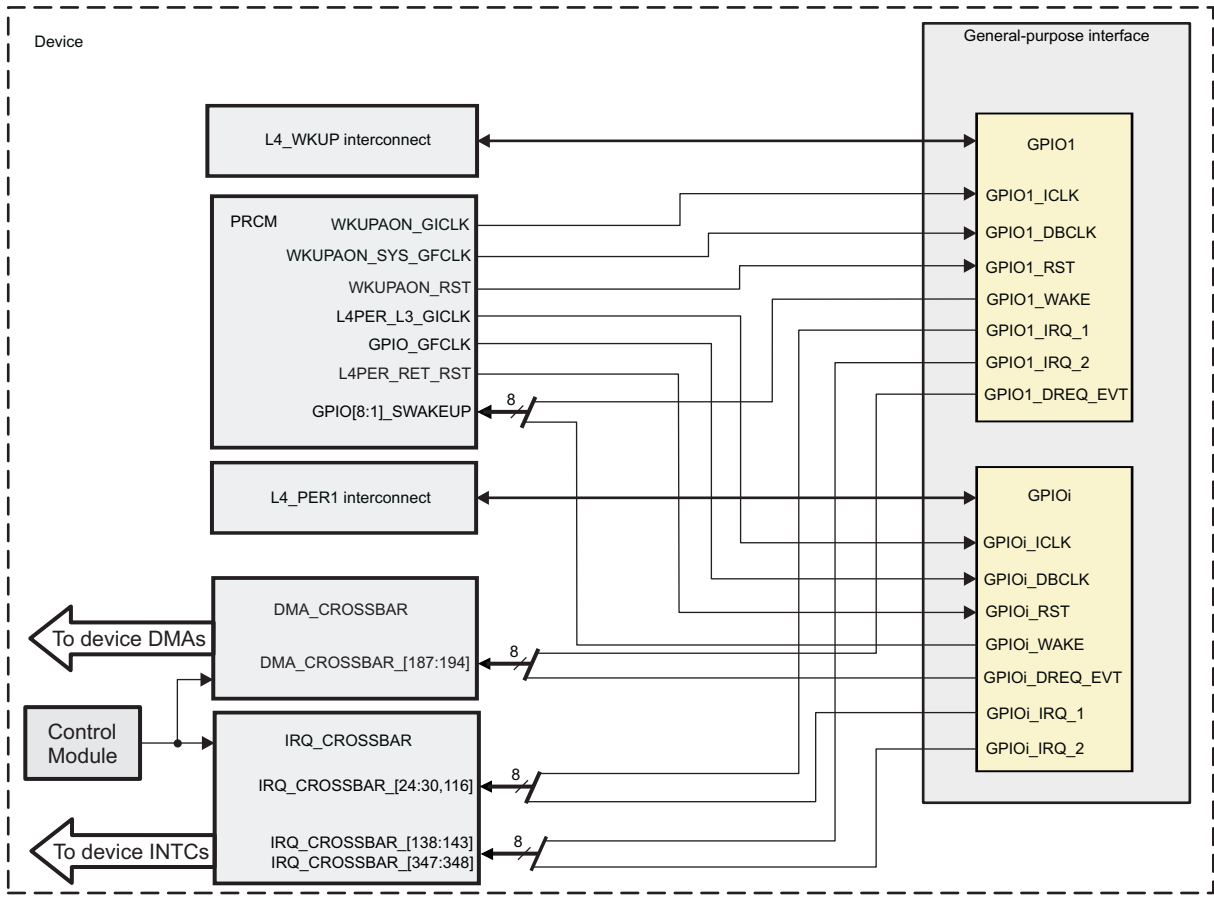 Device
General-purpose interface
L4_WKUP interconnect
GPIO1
PRCM
WKUPAON_GICLK
WKUPAON_SYS_GFCLK
WKUPAON_RST
L4PER_L3_GICLK
GPIO_GFCLK
L4PER_RET_RST
GPIO[8:1]_SWAKEUP
8
GPIO1_ICLK
GPIO1_DBCLK
GPIO1_RST
GPIO1_WAKE
GPIO1_IRQ_1
GPIO1_IRQ_2
GPIO1_DREQ_EVT
L4_PER1 interconnect
GPIOi
GPIOi_ICLK
GPIOi_DBCLK
GPIOi_RST
GPIOi_WAKE
GPIOi_DREQ_EVT
GPIOi_IRQ_1
GPIOi_IRQ_2
DMA_CROSSBAR
To device DMAs
DMA_CROSSBAR_[187:194]
8
Control
Module
IRQ_CROSSBAR
IRQ_CROSSBAR_[24:30,116]
8
To device INTCs
IRQ_CROSSBAR_[138:143]
IRQ_CROSSBAR_[347:348]
8